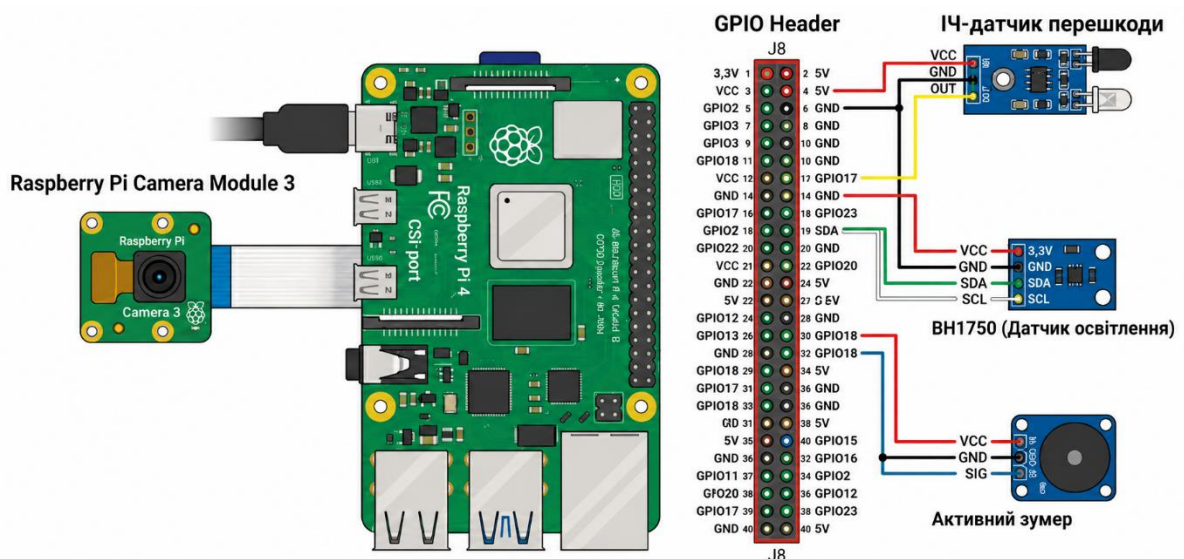 GPIO Header
J8
ІЧ-датчик перешкоди
VCC
GND
OUT
Raspberry Pi Camera Module 3
Raspberry Pi
Camera 3
Raspberry Pi 4
CSi-port
FC
3,3V 1 2 5V
VCC 3 4 5V
GPIO2 5 6 GND
GPIO3 7 8 GND
GPIO3 9 10 GND
GPIO18 11 10 GND
VCC 12 17 GPIO17
GND 14 14 GND
GPIO17 16 18 GPIO23
GPIO2 18 19 SDA
GPIO22 20 20 GND
VCC 21 22 GPIO20
GND 22 24 5V
5V 22 27
GPIO12 24 28 GND
GPIO13 26 30 GPIO18
GND 28 32 GPIO18
GPIO18 29 34 5V
GPIO17 31 36 GND
GPIO18 33 36 GND
31 38 5V
5V 35 40 GPIO15
GND 36 32 GPIO16
GPIO11 37 34 GPIO2
GPIO20 38 36 GPIO12
GPIO17 39 38 GPIO23
GND 40 40 5V
J8
VCC 3,3V
GND GND
SDA SDA
SCL SCL
BH1750 (Датчик освітлення)
VCC
GND
SIG
Активний зумер